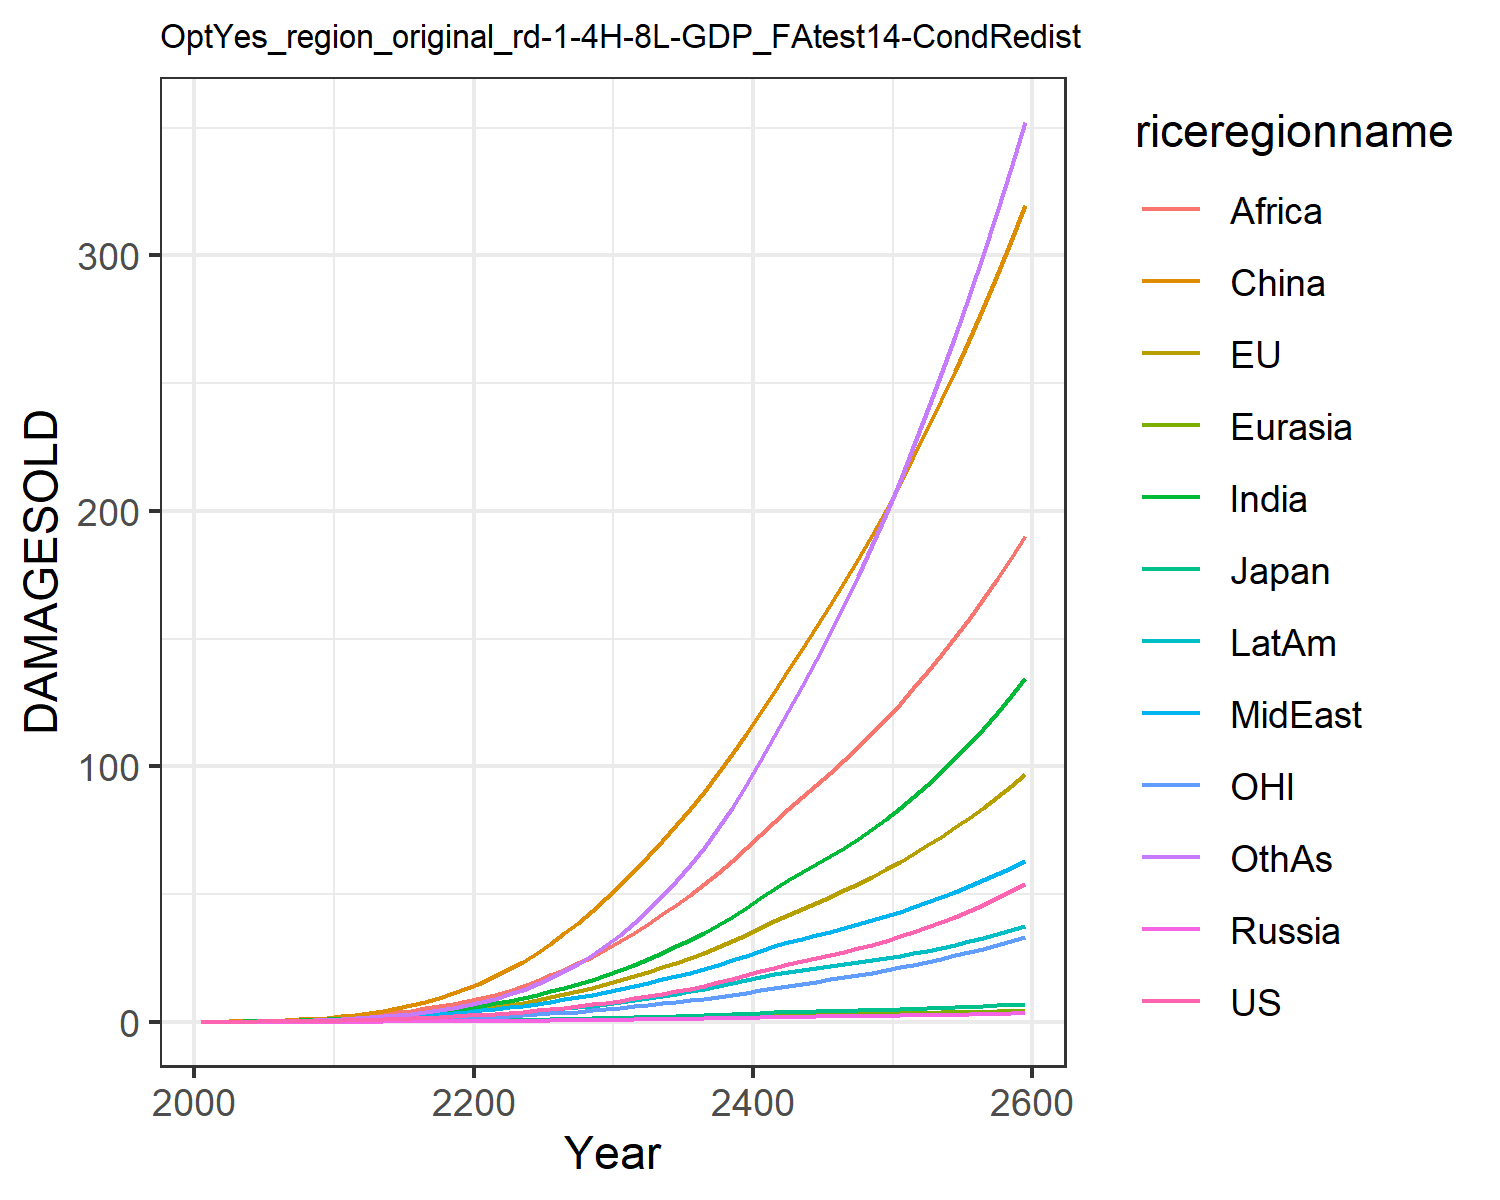 OptYes_region_original_rd-1-4H-8L-GDP_FAtest14-CondRedist
DAMAGESOLD
300
200
100
0
2000 2200 2400 2600
Year
riceregionname
Africa
China
EU
Eurasia
India
Japan
LatAm
MidEast
OHI
OthAs
Russia
US